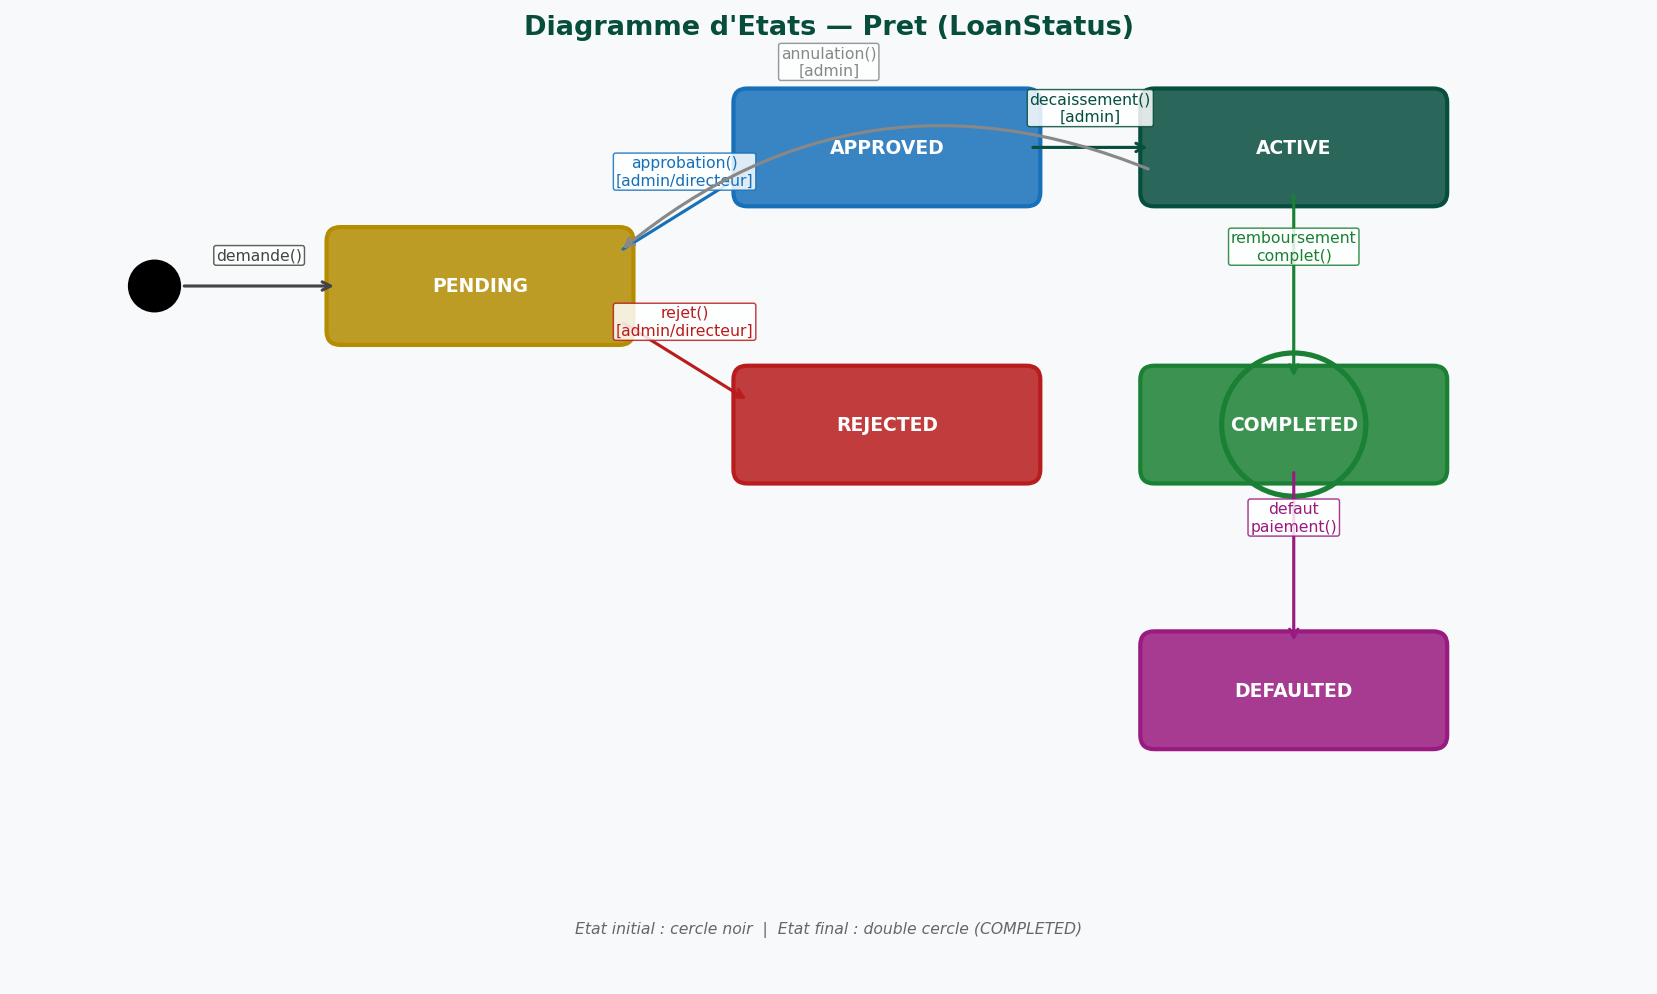 Diagramme d'Etats — Pret (LoanStatus)
annulation()
[admin]
decaissement()
[admin]
APPROVED
ACTIVE
approbation()
[admin/directeur]
demande()
PENDING
remboursement
complet()
rejet()
[admin/directeur]
REJECTED
COMPLETED
defaut
paiement()
DEFAULTED
Etat initial : cercle noir | Etat final : double cercle (COMPLETED)